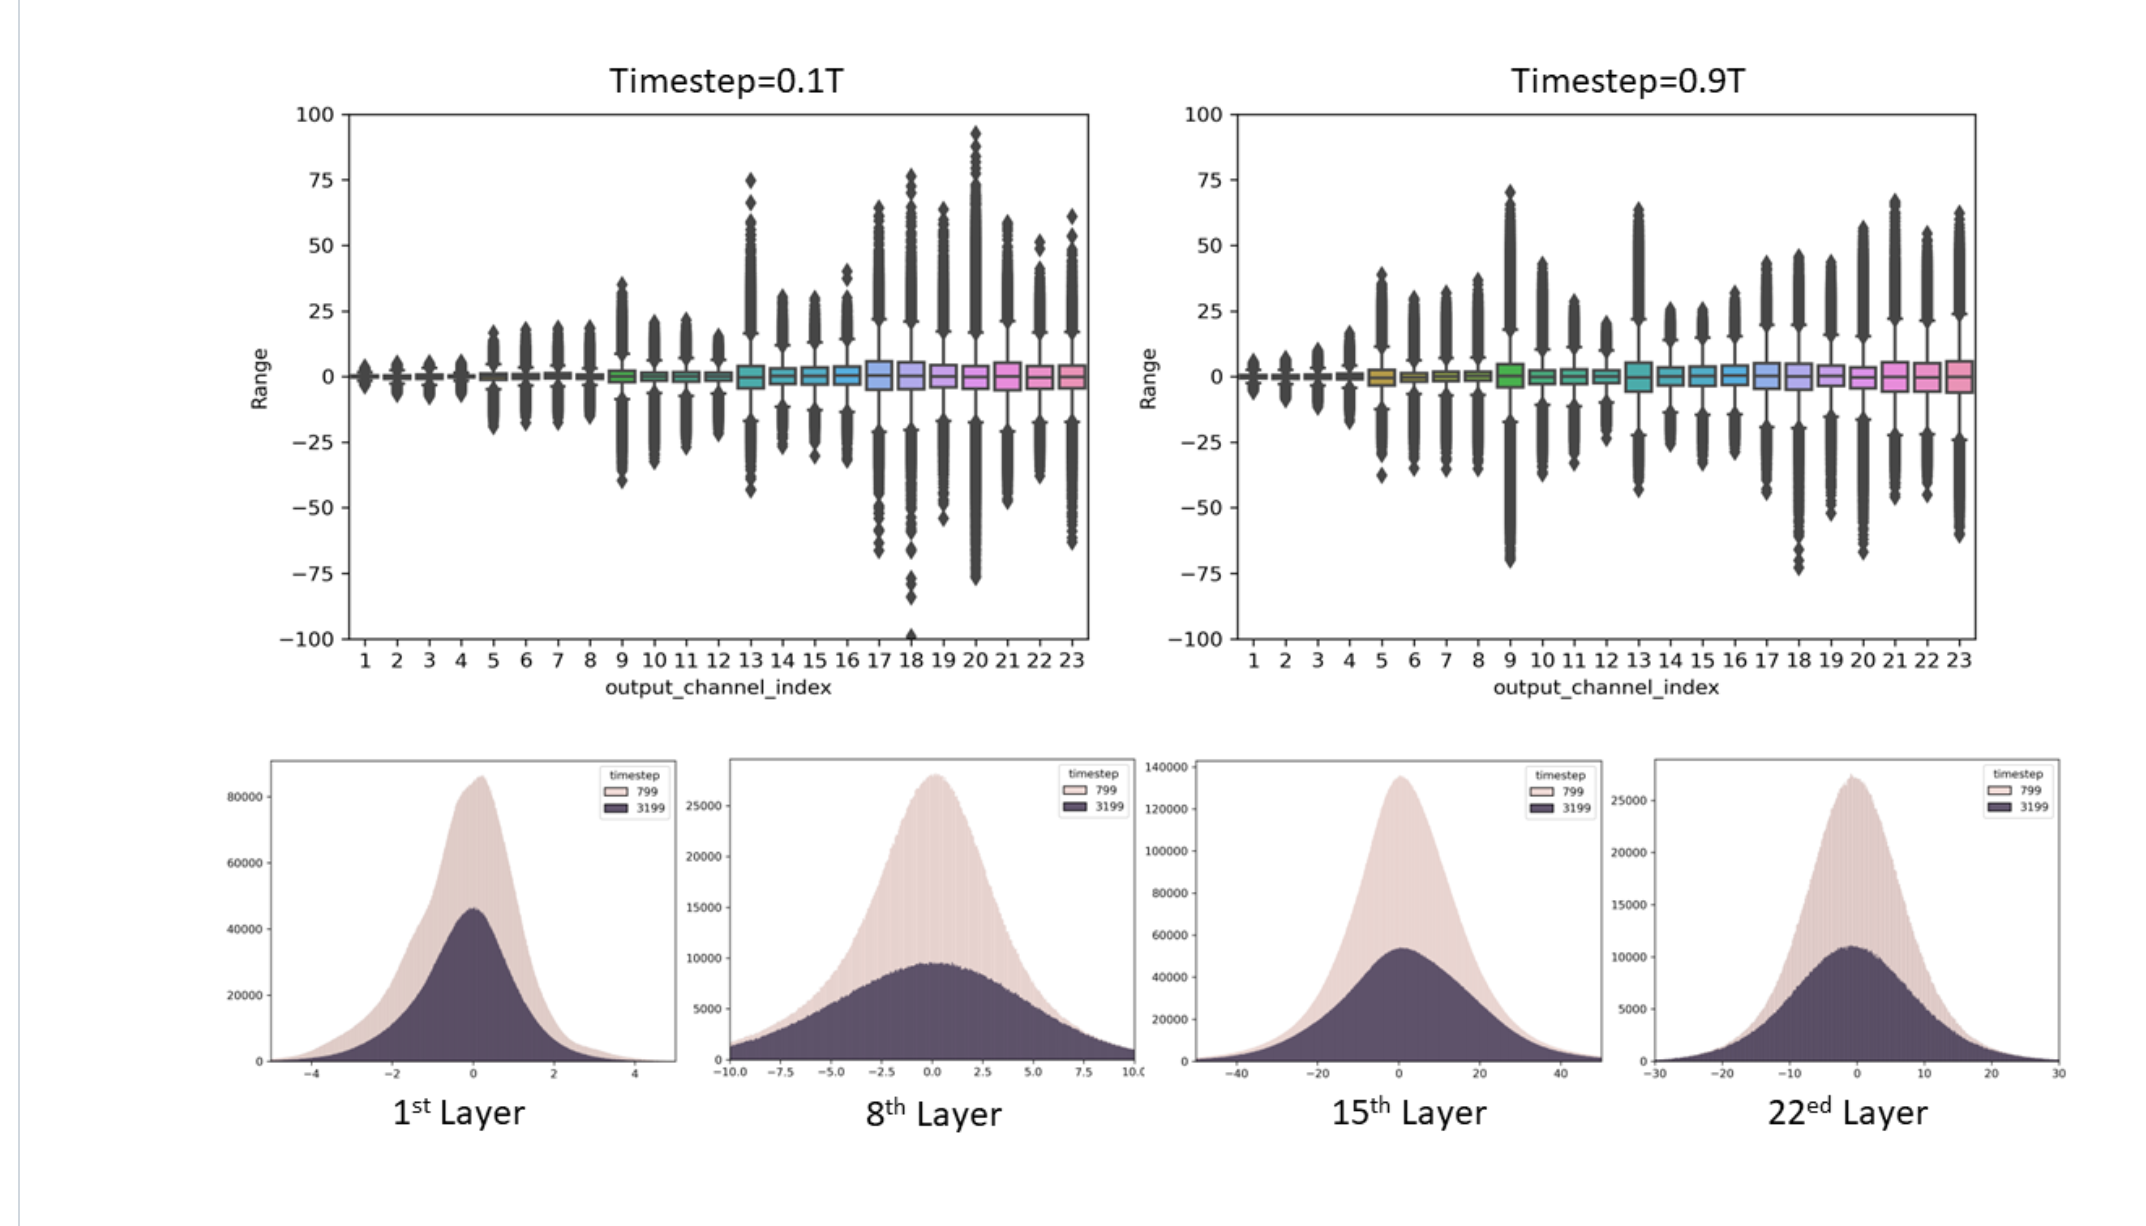 Timestep=0.1T
100
75
50
25
0
−25
−50
−75
−100
Range
1 2 3 4 5 6 7 8 9 10 11 12 13 14 15 16 17 18 19 20 21 22 23
output_channel_index
Timestep=0.9T
100
75
50
25
0
−25
−50
−75
−100
Range
1 2 3 4 5 6 7 8 9 10 11 12 13 14 15 16 17 18 19 20 21 22 23
output_channel_index
timestep
799
3199
80000
60000
40000
20000
0
−4 −2 0 2 4
1st Layer
timestep
799
3199
25000
20000
15000
10000
5000
0
−10.0 −7.5 −5.0 −2.5 0.0 2.5 5.0 7.5 10.0
8th Layer
timestep
799
3199
140000
120000
100000
80000
60000
40000
20000
0
−40 −20 0 20 40
15th Layer
timestep
799
3199
25000
20000
15000
10000
5000
0
−30 −20 −10 0 10 20 30
22ed Layer